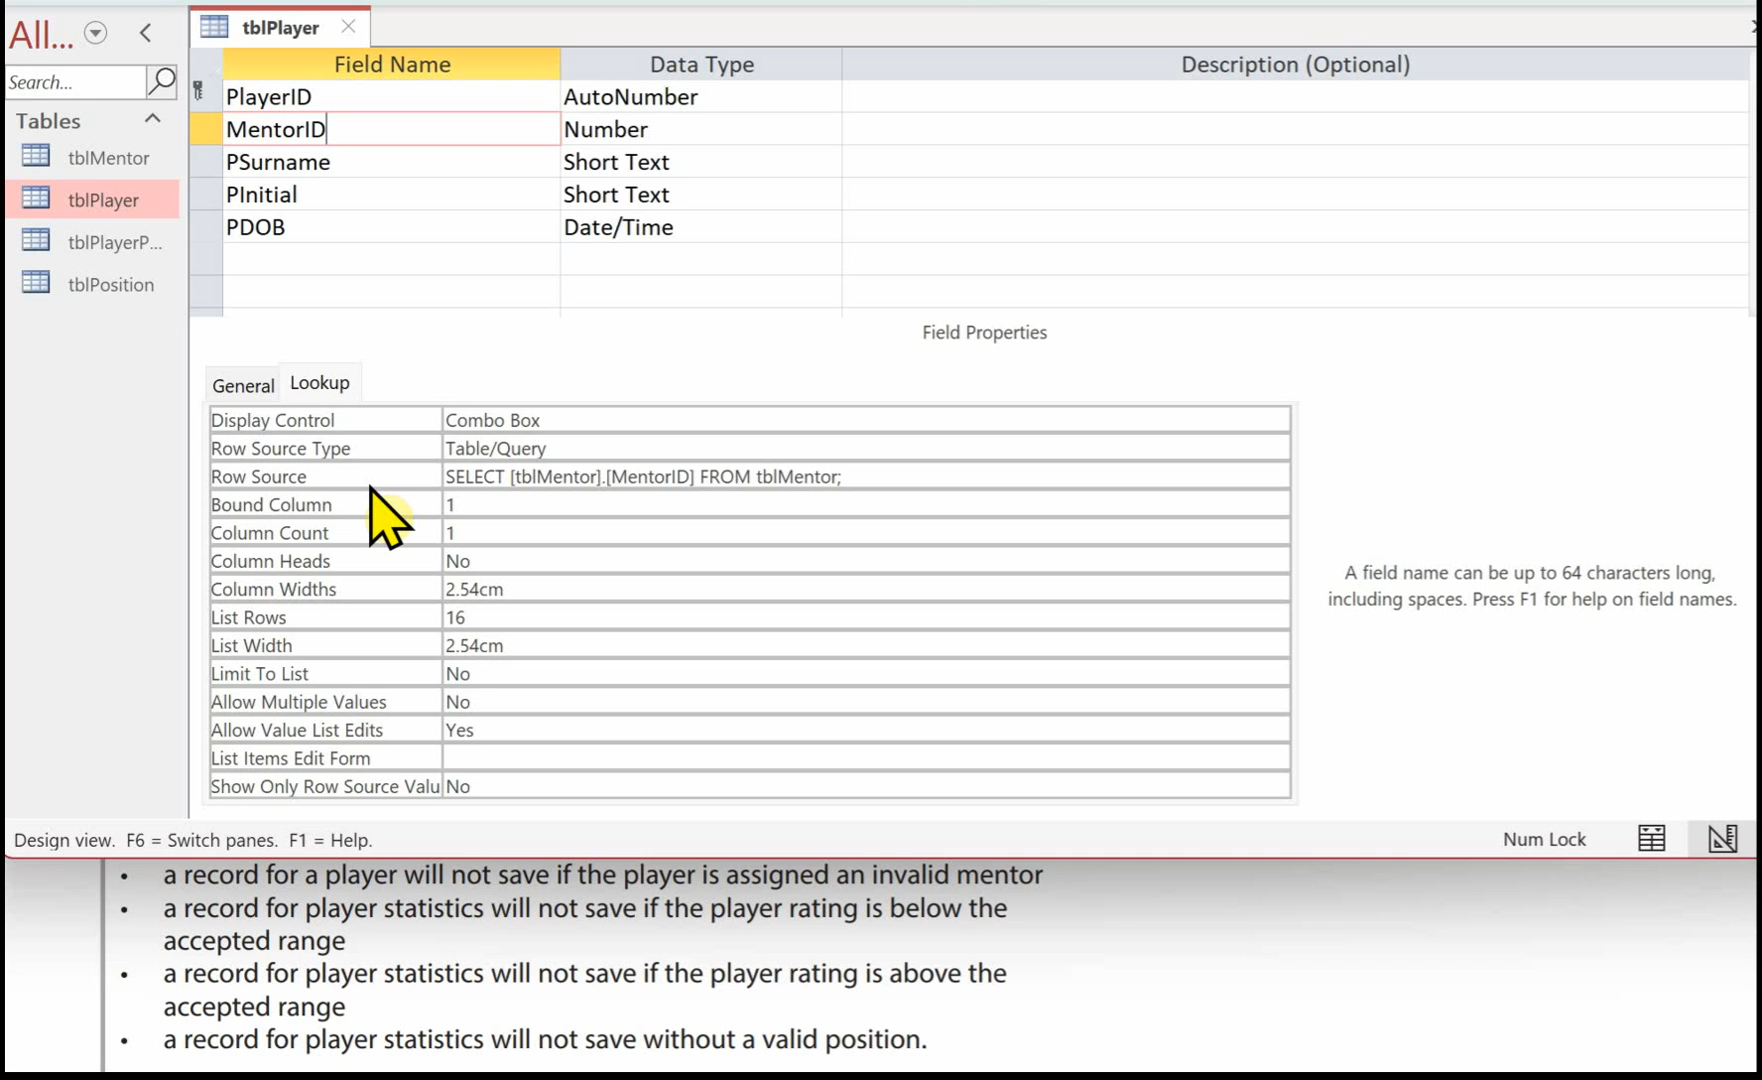 All...
tblPlayer
Search...
Tables
tblMentor
tblPlayer
tblPlayerP...
tblPosition
Field Name Data Type Description (Optional)
PlayerID AutoNumber
MentorID Number
PSurname Short Text
PInitial Short Text
PDOB Date/Time
Field Properties
General Lookup
Display Control Combo Box
Row Source Type Table/Query
Row Source SELECT [tblMentor].[MentorID] FROM tblMentor;
Bound Column 1
Column Count 1
Column Heads No
Column Widths 2.54cm
List Rows 16
List Width 2.54cm
Limit To List No
Allow Multiple Values No
Allow Value List Edits Yes
List Items Edit Form
Show Only Row Source Valu No
A field name can be up to 64 characters long,
including spaces. Press F1 for help on field names.
Design view. F6 = Switch panes. F1 = Help. Num Lock
• a record for a player will not save if the player is assigned an invalid mentor
• a record for player statistics will not save if the player rating is below the
accepted range
• a record for player statistics will not save if the player rating is above the
accepted range
• a record for player statistics will not save without a valid position.